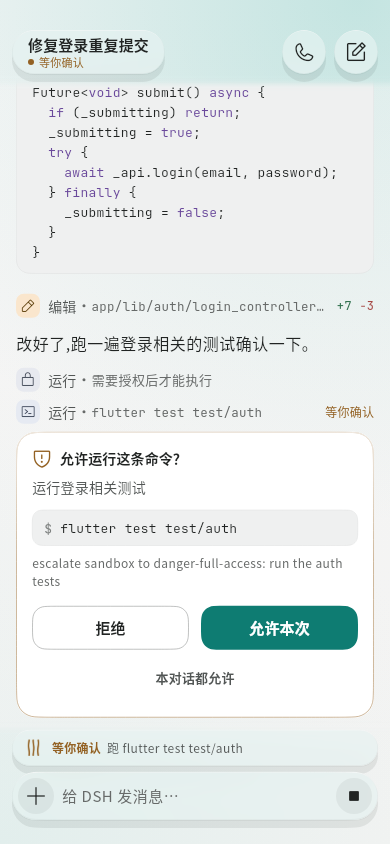 修复登录重复提交
等你确认
Future<void> submit() async {
if (_submitting) return;
_submitting = true;
try {
await _api.login(email, password);
} finally {
_submitting = false;
}
}
编辑 · app/lib/auth/login_controller… +7 -3
改好了,跑一遍登录相关的测试确认一下。
运行 · 需要授权后才能执行
运行 · flutter test test/auth 等你确认
允许运行这条命令?
运行登录相关测试
$ flutter test test/auth
escalate sandbox to danger-full-access: run the auth
tests
拒绝 允许本次
本对话都允许
等你确认 跑 flutter test test/auth
给 DSH 发消息…